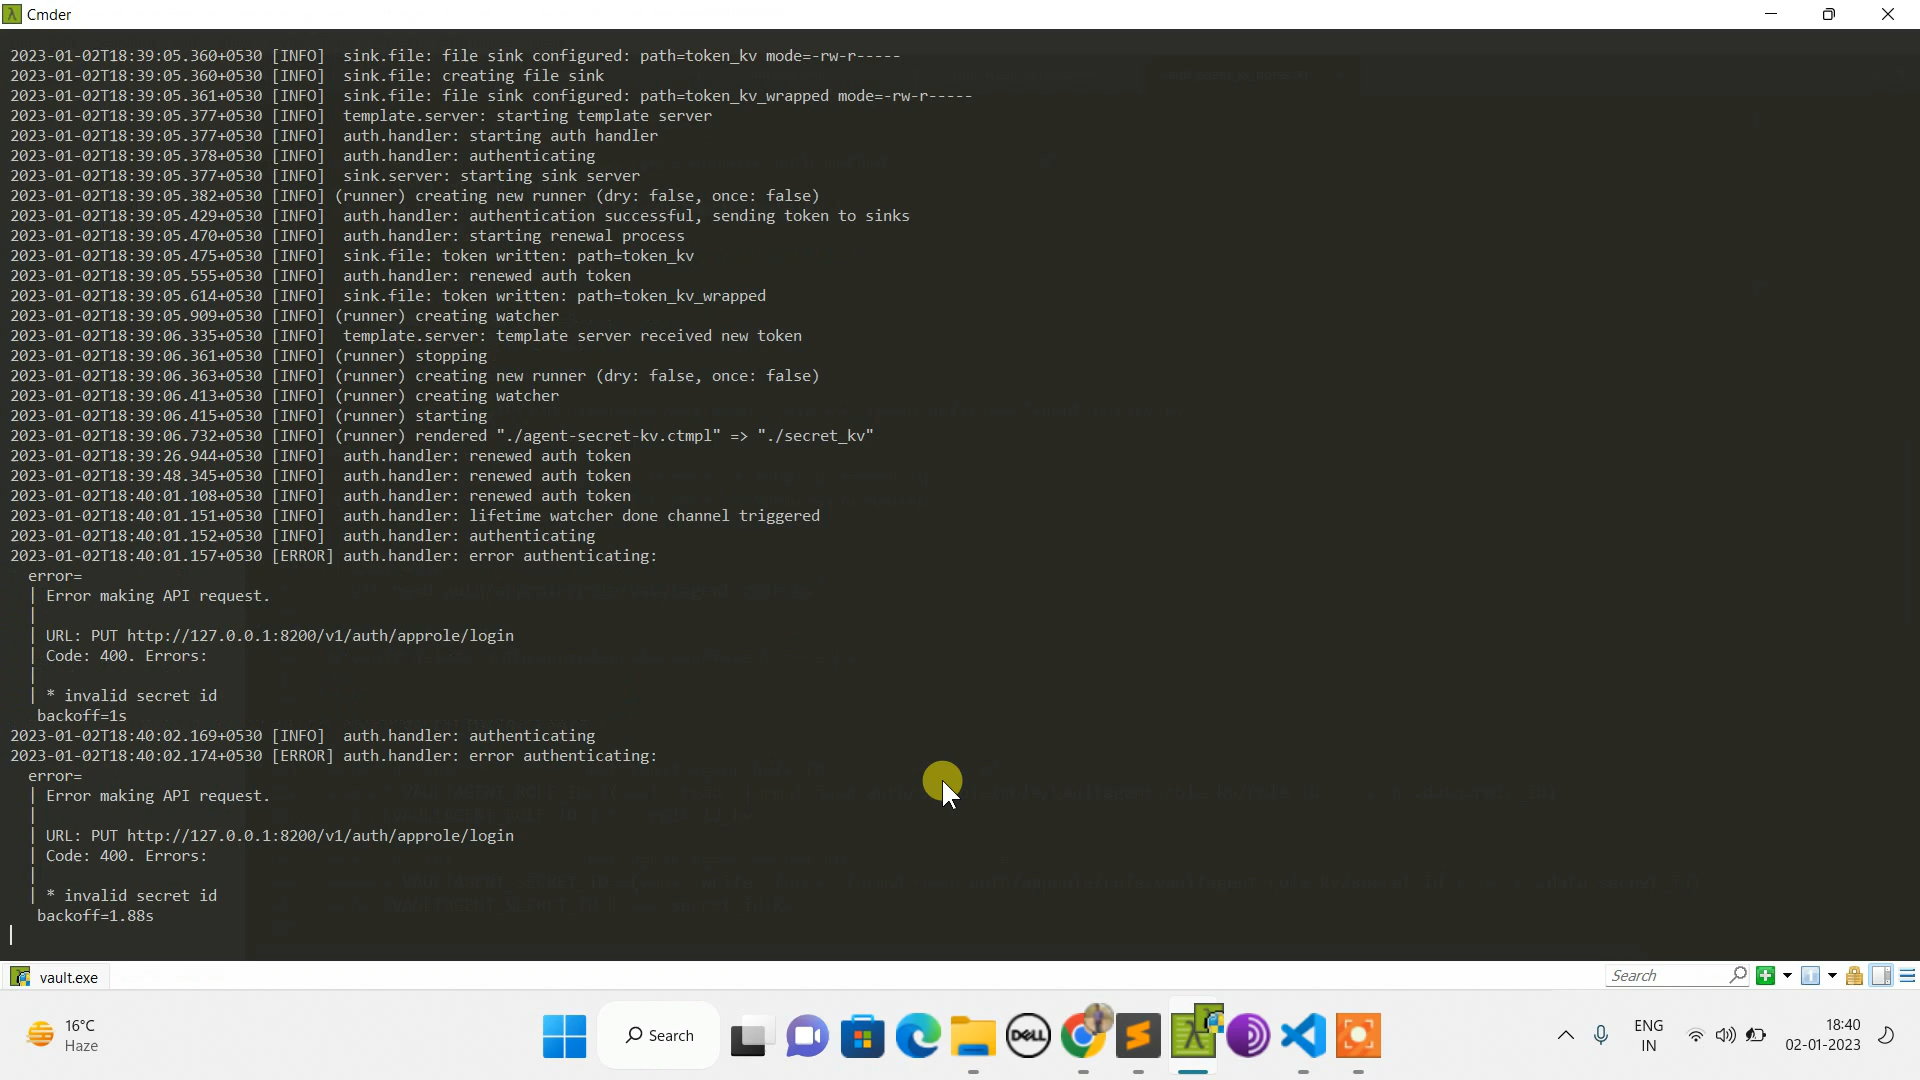 Cmder
2023-01-02T18:39:05.360+0530 [INFO]  sink.file: file sink configured: path=token_kv mode=-rw-r-----
2023-01-02T18:39:05.360+0530 [INFO]  sink.file: creating file sink
2023-01-02T18:39:05.361+0530 [INFO]  sink.file: file sink configured: path=token_kv_wrapped mode=-rw-r-----
2023-01-02T18:39:05.377+0530 [INFO]  template.server: starting template server
2023-01-02T18:39:05.377+0530 [INFO]  auth.handler: starting auth handler
2023-01-02T18:39:05.378+0530 [INFO]  auth.handler: authenticating
2023-01-02T18:39:05.377+0530 [INFO]  sink.server: starting sink server
2023-01-02T18:39:05.382+0530 [INFO] (runner) creating new runner (dry: false, once: false)
2023-01-02T18:39:05.429+0530 [INFO]  auth.handler: authentication successful, sending token to sinks
2023-01-02T18:39:05.470+0530 [INFO]  auth.handler: starting renewal process
2023-01-02T18:39:05.475+0530 [INFO]  sink.file: token written: path=token_kv
2023-01-02T18:39:05.555+0530 [INFO]  auth.handler: renewed auth token
2023-01-02T18:39:05.614+0530 [INFO]  sink.file: token written: path=token_kv_wrapped
2023-01-02T18:39:05.909+0530 [INFO] (runner) creating watcher
2023-01-02T18:39:06.335+0530 [INFO]  template.server: template server received new token
2023-01-02T18:39:06.361+0530 [INFO] (runner) stopping
2023-01-02T18:39:06.363+0530 [INFO] (runner) creating new runner (dry: false, once: false)
2023-01-02T18:39:06.413+0530 [INFO] (runner) creating watcher
2023-01-02T18:39:06.415+0530 [INFO] (runner) starting
2023-01-02T18:39:06.732+0530 [INFO] (runner) rendered "./agent-secret-kv.ctmpl" => "./secret_kv"
2023-01-02T18:39:26.944+0530 [INFO]  auth.handler: renewed auth token
2023-01-02T18:39:48.345+0530 [INFO]  auth.handler: renewed auth token
2023-01-02T18:40:01.108+0530 [INFO]  auth.handler: renewed auth token
2023-01-02T18:40:01.151+0530 [INFO]  auth.handler: lifetime watcher done channel triggered
2023-01-02T18:40:01.152+0530 [INFO]  auth.handler: authenticating
2023-01-02T18:40:01.157+0530 [ERROR] auth.handler: error authenticating:
error=
| Error making API request.
|
| URL: PUT http://127.0.0.1:8200/v1/auth/approle/login
| Code: 400. Errors:
|
| * invalid secret id
backoff=1s
2023-01-02T18:40:02.169+0530 [INFO]  auth.handler: authenticating
2023-01-02T18:40:02.174+0530 [ERROR] auth.handler: error authenticating:
error=
| Error making API request.
|
| URL: PUT http://127.0.0.1:8200/v1/auth/approle/login
| Code: 400. Errors:
|
| * invalid secret id
backoff=1.88s
vault.exe
Search
16°C
Haze
Search
DELL
ENG
IN
18:40
02-01-2023